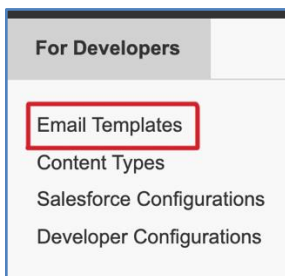 For Developers
Email Templates
Content Types
Salesforce Configurations
Developer Configurations